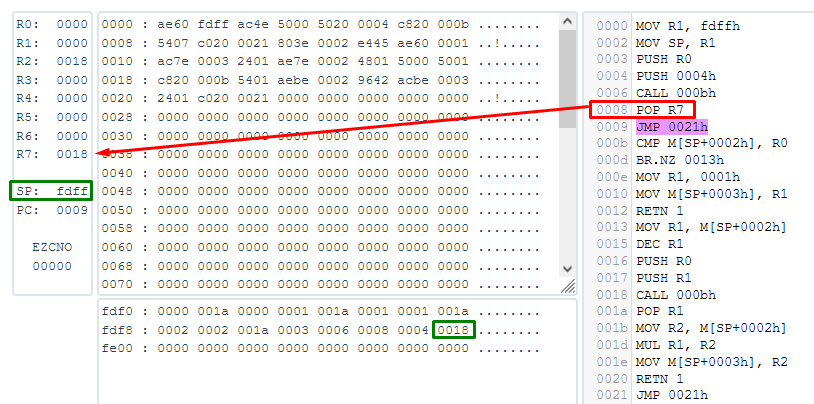 R0: 0000
R1: 0000
R2: 0018
R3: 0000
R4: 0000
R5: 0000
R6: 0000
R7: 0018
SP: fdff
PC: 0009
EZCNO
00000
0000 : ae60 fdff ac4e 5000 5020 0004 c820 000b ........
0008 : 5407 c020 0021 803e 0002 e445 ae60 0001 ..!.....
0010 : ac7e 0003 2401 ae7e 0002 4801 5000 5001 ........
0018 : c820 000b 5401 aebe 0002 9642 acbe 0003 ........
0020 : 2401 c020 0021 0000 0000 0000 0000 0000 ..!.....
0028 : 0000 0000 0000 0000 0000 0000 0000 0000 ........
0030 : 0000 0000 0000 0000 0000 0000 0000 0000 ........
0038 : 0000 0000 0000 0000 0000 0000 0000 0000 ........
0040 : 0000 0000 0000 0000 0000 0000 0000 0000 ........
0048 : 0000 0000 0000 0000 0000 0000 0000 0000 ........
0050 : 0000 0000 0000 0000 0000 0000 0000 0000 ........
0058 : 0000 0000 0000 0000 0000 0000 0000 0000 ........
0060 : 0000 0000 0000 0000 0000 0000 0000 0000 ........
0068 : 0000 0000 0000 0000 0000 0000 0000 0000 ........
0070 : 0000 0000 0000 0000 0000 0000 0000 0000 ........
fdf0 : 0000 001a 0000 0001 001a 0001 0001 001a ........
fdf8 : 0002 0002 001a 0003 0006 0008 0004 0018 ........
fe00 : 0000 0000 0000 0000 0000 0000 0000 0000 ........
0000 MOV R1, fdffh
0002 MOV SP, R1
0003 PUSH R0
0004 PUSH 0004h
0006 CALL 000bh
0008 POP R7
0009 JMP 0021h
000b CMP M[SP+0002h], R0
000d BR.NZ 0013h
000e MOV R1, 0001h
0010 MOV M[SP+0003h], R1
0012 RETN 1
0013 MOV R1, M[SP+0002h]
0015 DEC R1
0016 PUSH R0
0017 PUSH R1
0018 CALL 000bh
001a POP R1
001b MOV R2, M[SP+0002h]
001d MUL R1, R2
001e MOV M[SP+0003h], R2
0020 RETN 1
0021 JMP 0021h